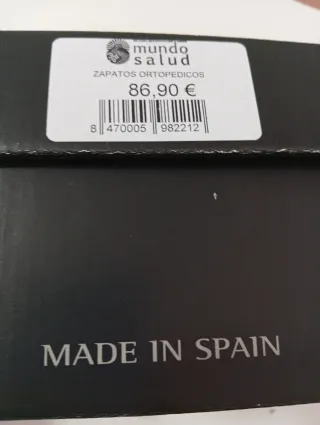 mundo
salud
ZAPATOS ORTOPEDICOS
86,90 €
8 470005 982212
MADE IN SPAIN